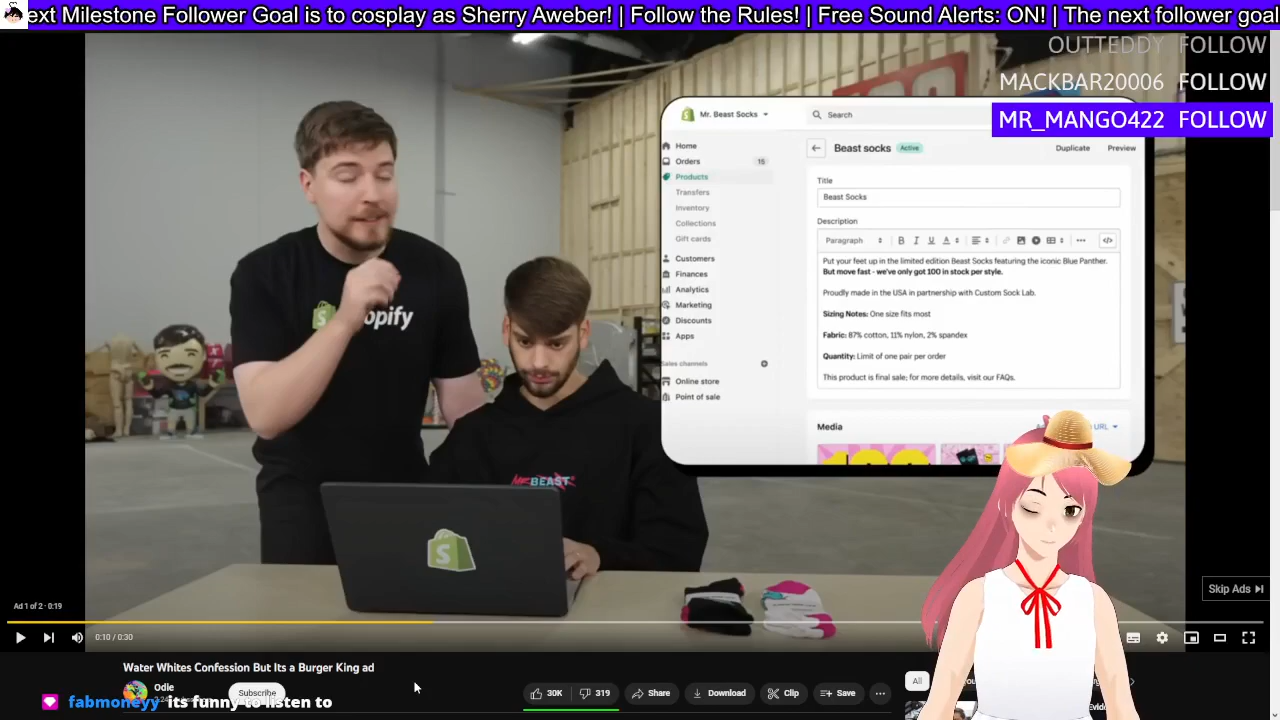 ext Milestone Follower Goal is to cosplay as Sherry Aweber! | Follow the Rules! | Free Sound Alerts: ON! | The next follower goal
OUTTEDDY FOLLOW
MACKBAR20006 FOLLOW
MR_MANGO422 FOLLOW
Mr. Beast Socks
Search
Home
Orders 15
Products
Transfers
Inventory
Collections
Gift cards
Customers
Finances
Analytics
Marketing
Discounts
Apps
Sales channels
Online store
Point of sale
Beast socks Active
Duplicate Preview
Title
Beast Socks
Description
Paragraph B I U A
Put your feet up in the limited edition Beast Socks featuring the iconic Blue Panther.
But move fast - we've only got 100 in stock per style.
Proudly made in the USA in partnership with Custom Sock Lab.
Sizing Notes: One size fits most
Fabric: 87% cotton, 11% nylon, 2% spandex
Quantity: Limit of one pair per order
This product is final sale; for more details, visit our FAQs.
Media
URL
opify
MRBEAST
S
Skip Ads
Ad 1 of 2 · 0:19
0:10 / 0:30
Water Whites Confession But Its a Burger King ad
Odie
Subscribe
30K 319 Share Download Clip Save
All
fabmoneyy its funny to listen to